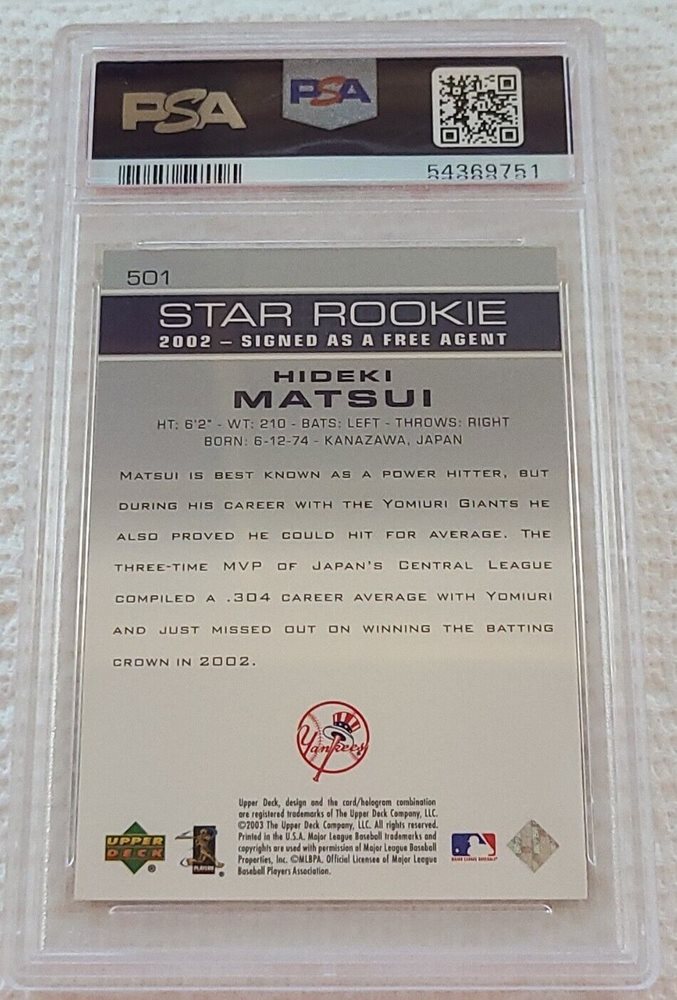 PSA
PSA
54369751
501
STAR ROOKIE
2002 – SIGNED AS A FREE AGENT
HIDEKI
MATSUI
HT: 6'2" - WT: 210 - BATS: LEFT - THROWS: RIGHT
BORN: 6-12-74 - KANAZAWA, JAPAN
MATSUI IS BEST KNOWN AS A POWER HITTER, BUT
DURING HIS CAREER WITH THE YOMIURI GIANTS HE
ALSO PROVED HE COULD HIT FOR AVERAGE. THE
THREE-TIME MVP OF JAPAN'S CENTRAL LEAGUE
COMPILED A .304 CAREER AVERAGE WITH YOMIURI
AND JUST MISSED OUT ON WINNING THE BATTING
CROWN IN 2002.
Yankees
Upper Deck, design and the card/hologram combination
are registered trademarks of The Upper Deck Company, LLC.
©2003 The Upper Deck Company, LLC. All rights reserved.
Printed in the U.S.A. Major League Baseball trademarks and
copyrights are used with permission of Major League Baseball
Properties, Inc. ©MLBPA. Official Licensee of Major League
Baseball Players Association.
UPPER
DECK
®
PLAYERS
MAJOR LEAGUE BASEBALL